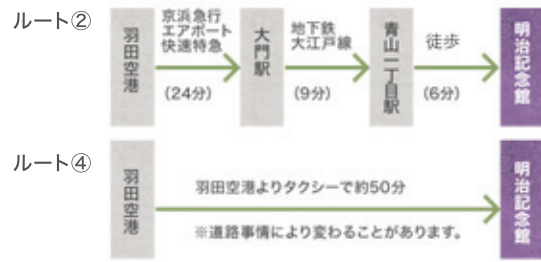 ルート②
羽田空港
京浜急行
エアポート
快速特急
(24分)
大門駅
地下鉄
大江戸線
(9分)
青山一丁目駅
徒歩
(6分)
明治記念館
ルート④
羽田空港
羽田空港よりタクシーで約50分
※道路事情により変わることがあります。
明治記念館